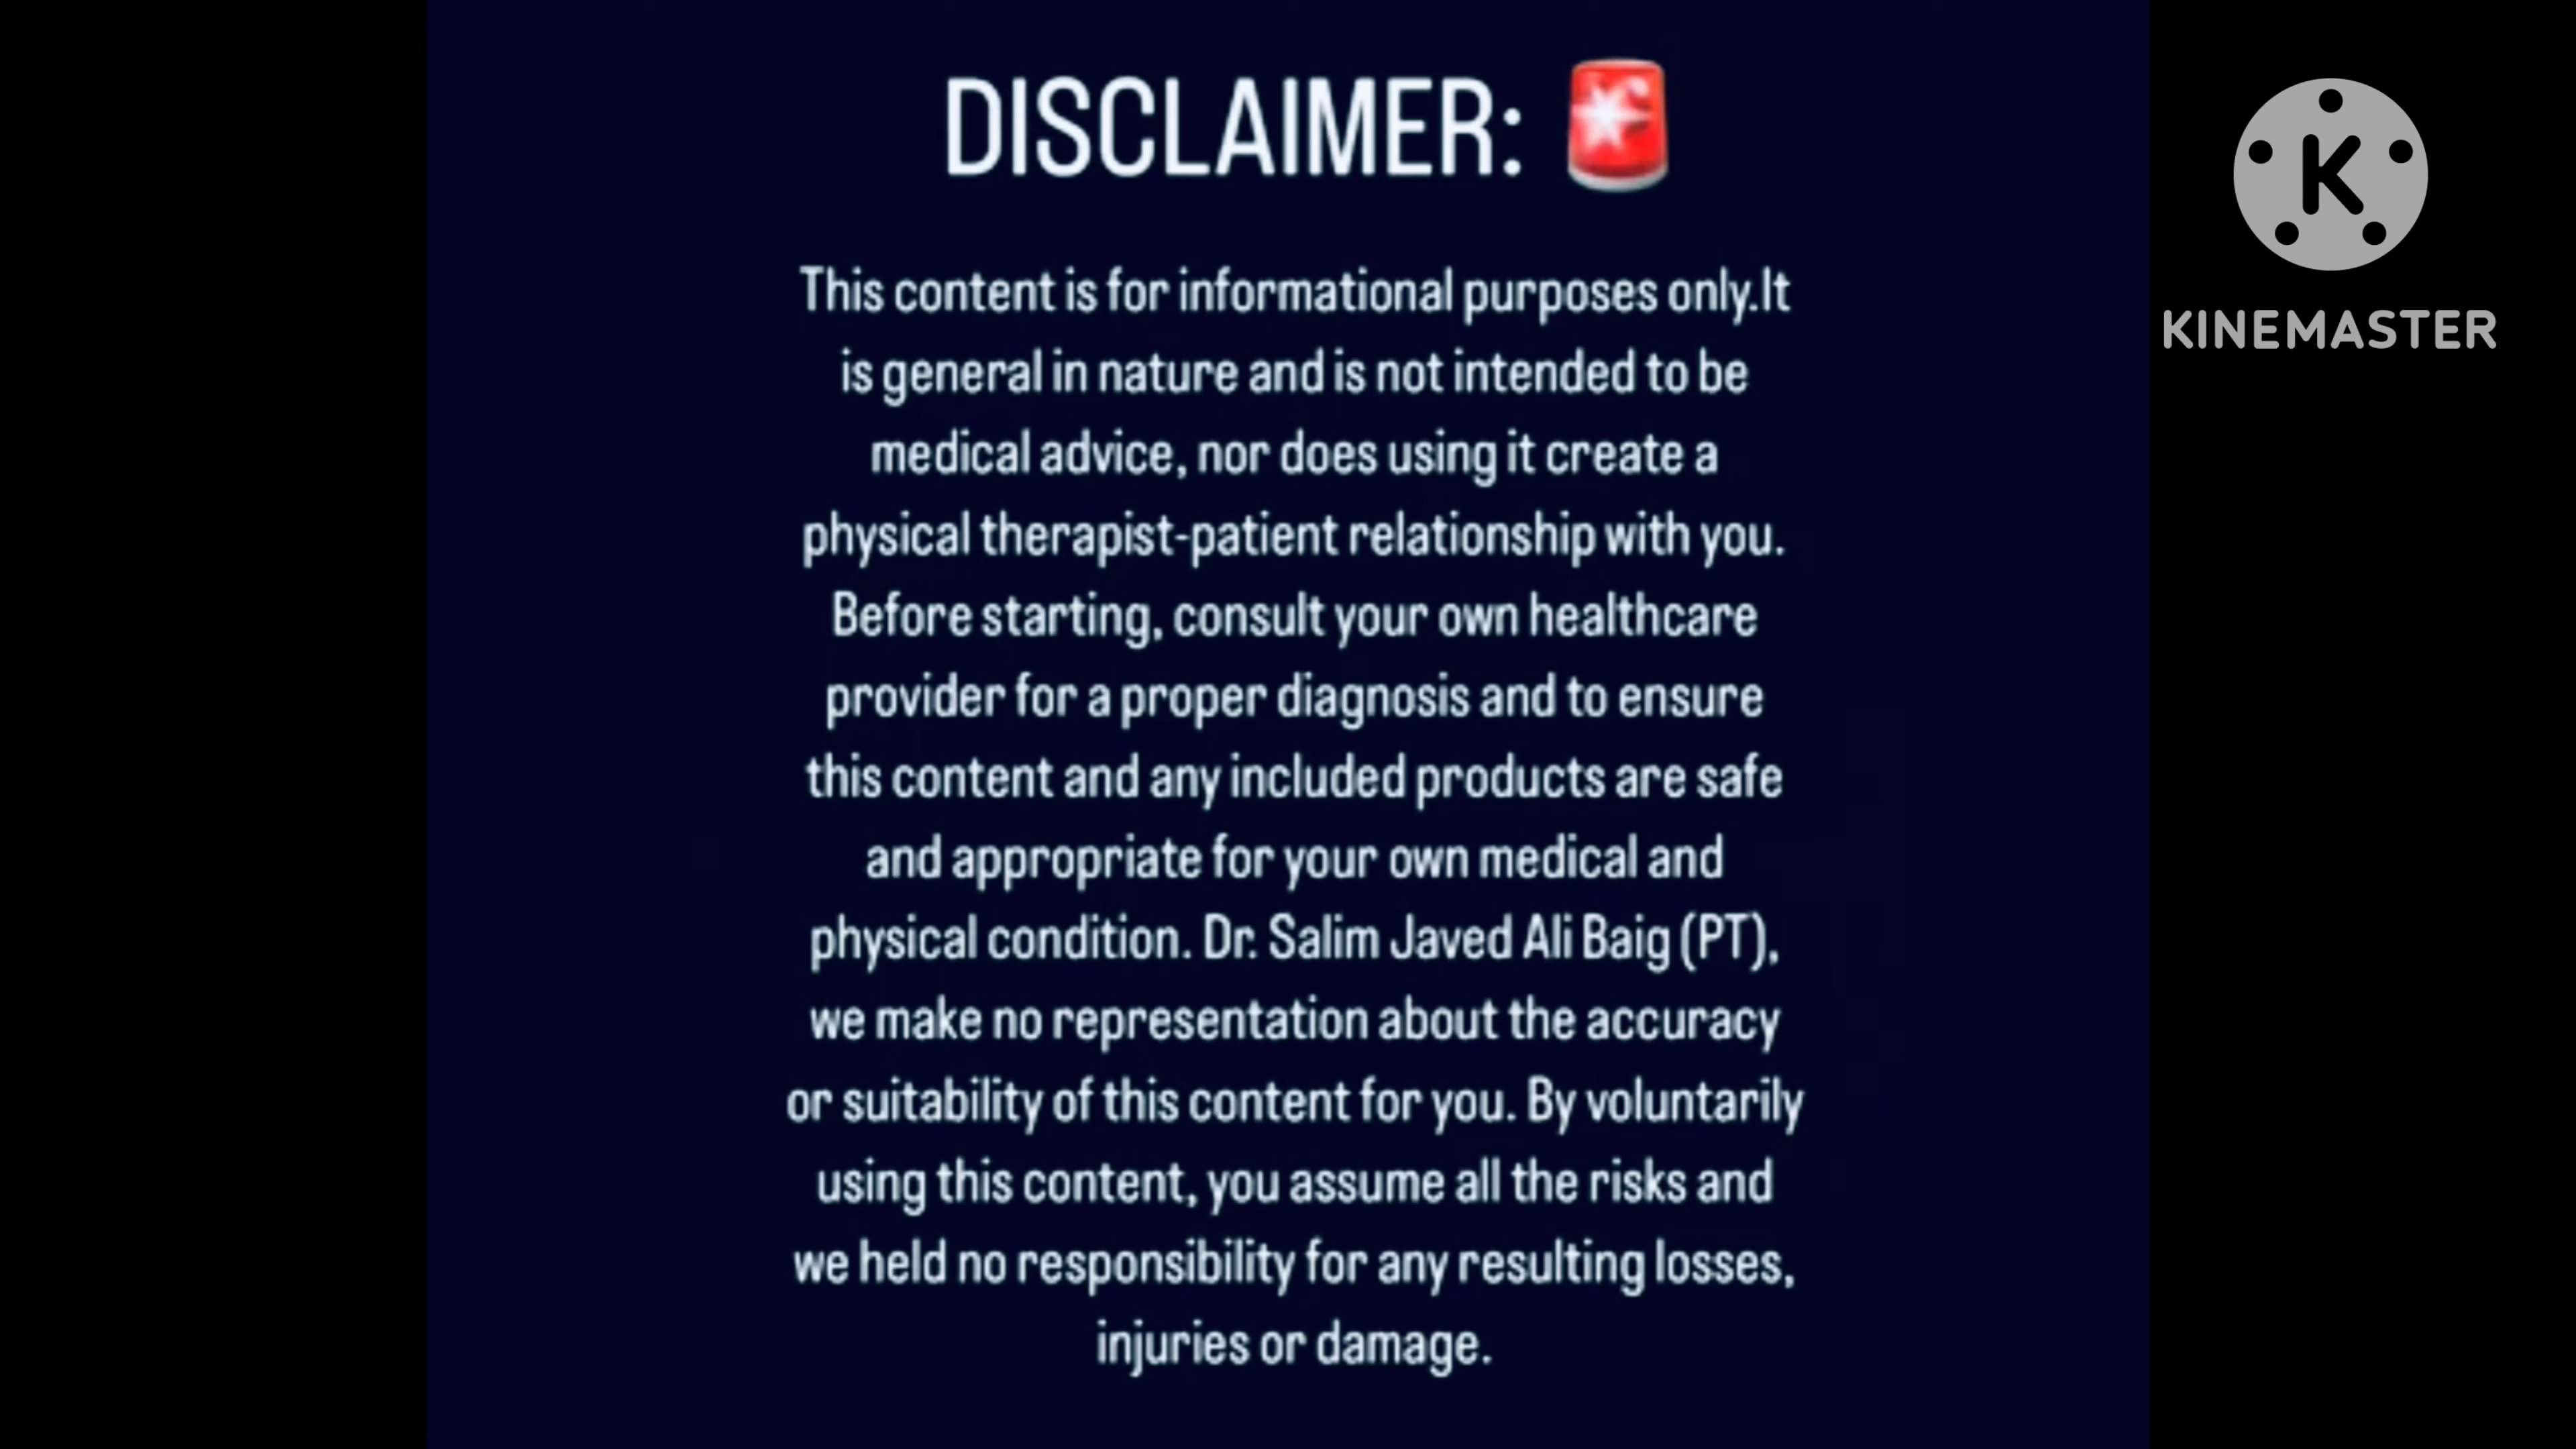 DISCLAIMER: 🚨
This content is for informational purposes only.It
is general in nature and is not intended to be
medical advice, nor does using it create a
physical therapist-patient relationship with you.
Before starting, consult your own healthcare
provider for a proper diagnosis and to ensure
this content and any included products are safe
and appropriate for your own medical and
physical condition. Dr. Salim Javed Ali Baig (PT),
we make no representation about the accuracy
or suitability of this content for you. By voluntarily
using this content, you assume all the risks and
we held no responsibility for any resulting losses,
injuries or damage.
K
KINEMASTER